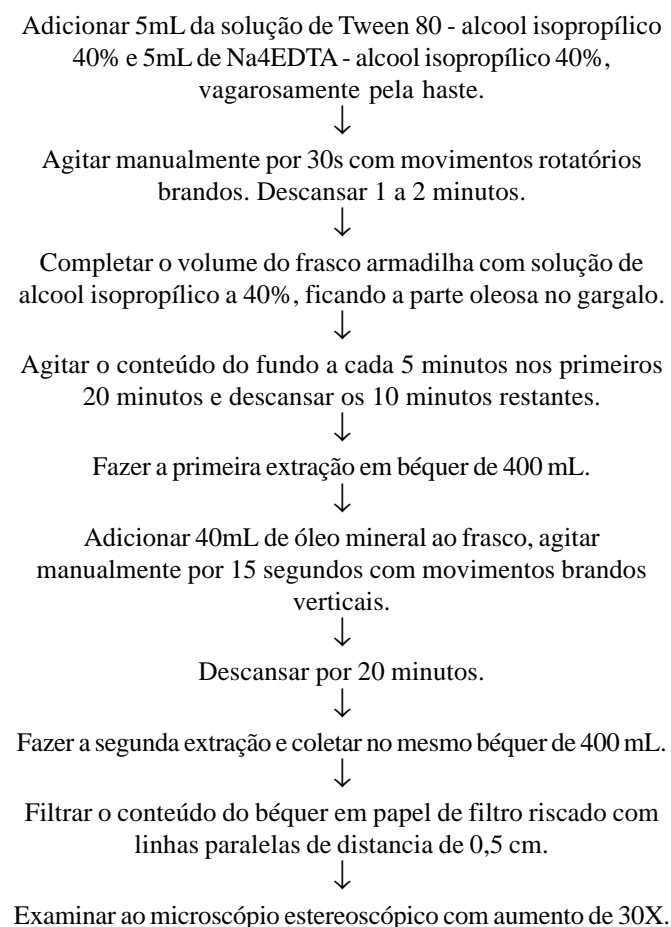 Adicionar 5mL da solução de Tween 80 - alcool isopropílico
40% e 5mL de Na4EDTA - alcool isopropílico 40%,
vagarosamente pela haste.
↓
Agitar manualmente por 30s com movimentos rotatórios
brandos. Descansar 1 a 2 minutos.
↓
Completar o volume do frasco armadilha com solução de
alcool isopropílico a 40%, ficando a parte oleosa no gargalo.
↓
Agitar o conteúdo do fundo a cada 5 minutos nos primeiros
20 minutos e descansar os 10 minutos restantes.
↓
Fazer a primeira extração em béquer de 400 mL.
↓
Adicionar 40mL de óleo mineral ao frasco, agitar
manualmente por 15 segundos com movimentos brandos
verticais.
↓
Descansar por 20 minutos.
↓
Fazer a segunda extração e coletar no mesmo béquer de 400 mL.
↓
Filtrar o conteúdo do béquer em papel de filtro riscado com
linhas paralelas de distancia de 0,5 cm.
↓
Examinar ao microscópio estereoscópico com aumento de 30X.